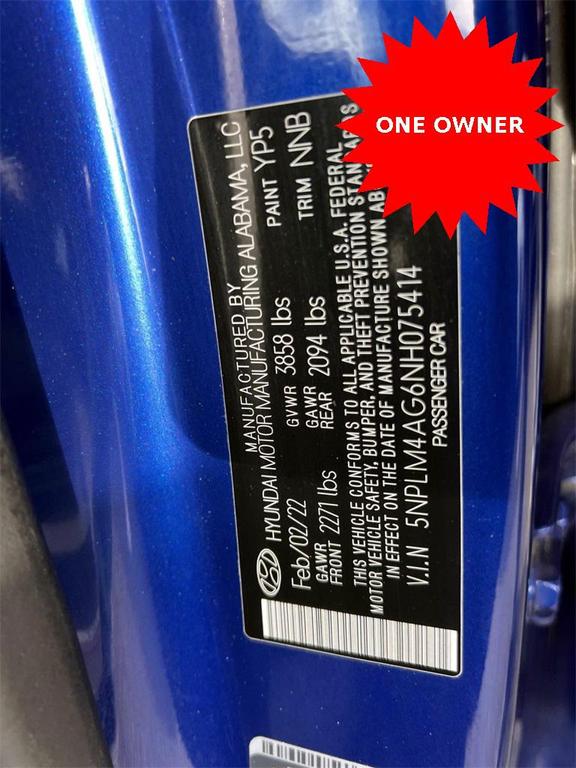 ONE OWNER
MANUFACTURED BY
HYUNDAI MOTOR MANUFACTURING ALABAMA, LLC
Feb/02/22 GVWR 3858 lbs PAINT YP5
GAWR FRONT 2271 lbs GAWR REAR 2094 lbs TRIM NNB
THIS VEHICLE CONFORMS TO ALL APPLICABLE U.S.A. FEDERAL
MOTOR VEHICLE SAFETY, BUMPER, AND THEFT PREVENTION STANDARDS
IN EFFECT ON THE DATE OF MANUFACTURE SHOWN
V.I.N 5NPLM4AG6NH075414
PASSENGER CAR